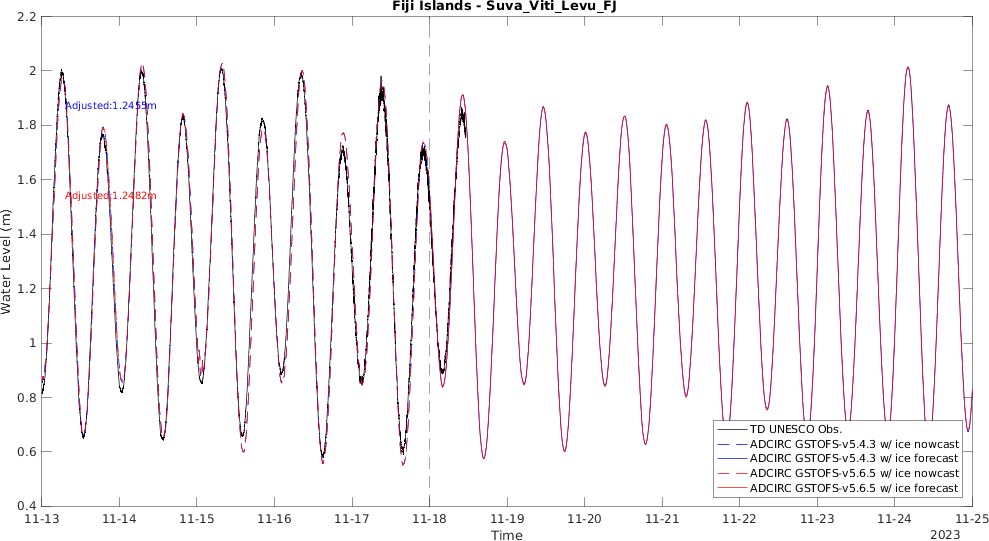 Fiji Islands - Suva_Viti_Levu_FJ
2.2
2
1.8
1.6
1.4
1.2
1
0.8
0.6
0.4
Water Level (m)
Adjusted:1.2455m
Adjusted:1.2482m
TD UNESCO Obs.
ADCIRC GSTOFS-v5.4.3 w/ ice nowcast
ADCIRC GSTOFS-v5.4.3 w/ ice forecast
ADCIRC GSTOFS-v5.6.5 w/ ice nowcast
ADCIRC GSTOFS-v5.6.5 w/ ice forecast
11-13 11-14 11-15 11-16 11-17 11-18 11-19 11-20 11-21 11-22 11-23 11-24 11-25
Time
2023